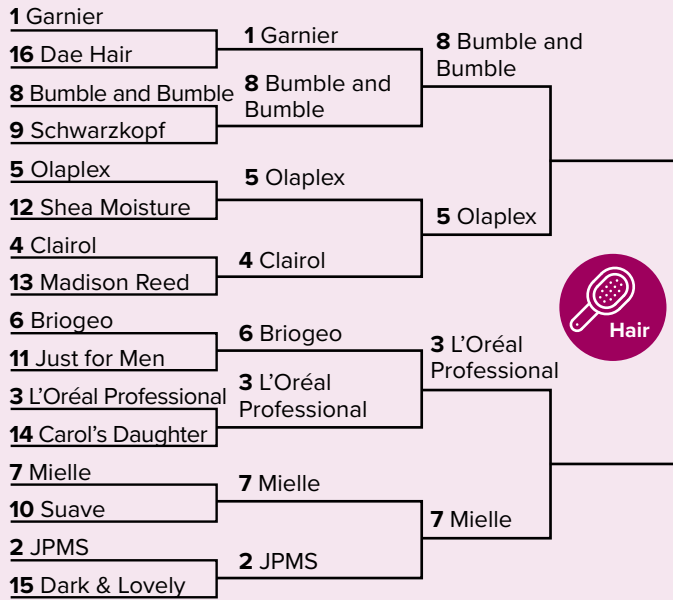 1 Garnier
16 Dae Hair
8 Bumble and Bumble
9 Schwarzkopf
5 Olaplex
12 Shea Moisture
4 Clairol
13 Madison Reed
6 Briogeo
11 Just for Men
3 L’Oréal Professional
14 Carol’s Daughter
7 Mielle
10 Suave
2 JPMS
15 Dark & Lovely
1 Garnier
8 Bumble and
Bumble
5 Olaplex
4 Clairol
6 Briogeo
3 L’Oréal
Professional
7 Mielle
2 JPMS
8 Bumble and
Bumble
5 Olaplex
3 L’Oréal
Professional
7 Mielle
Hair